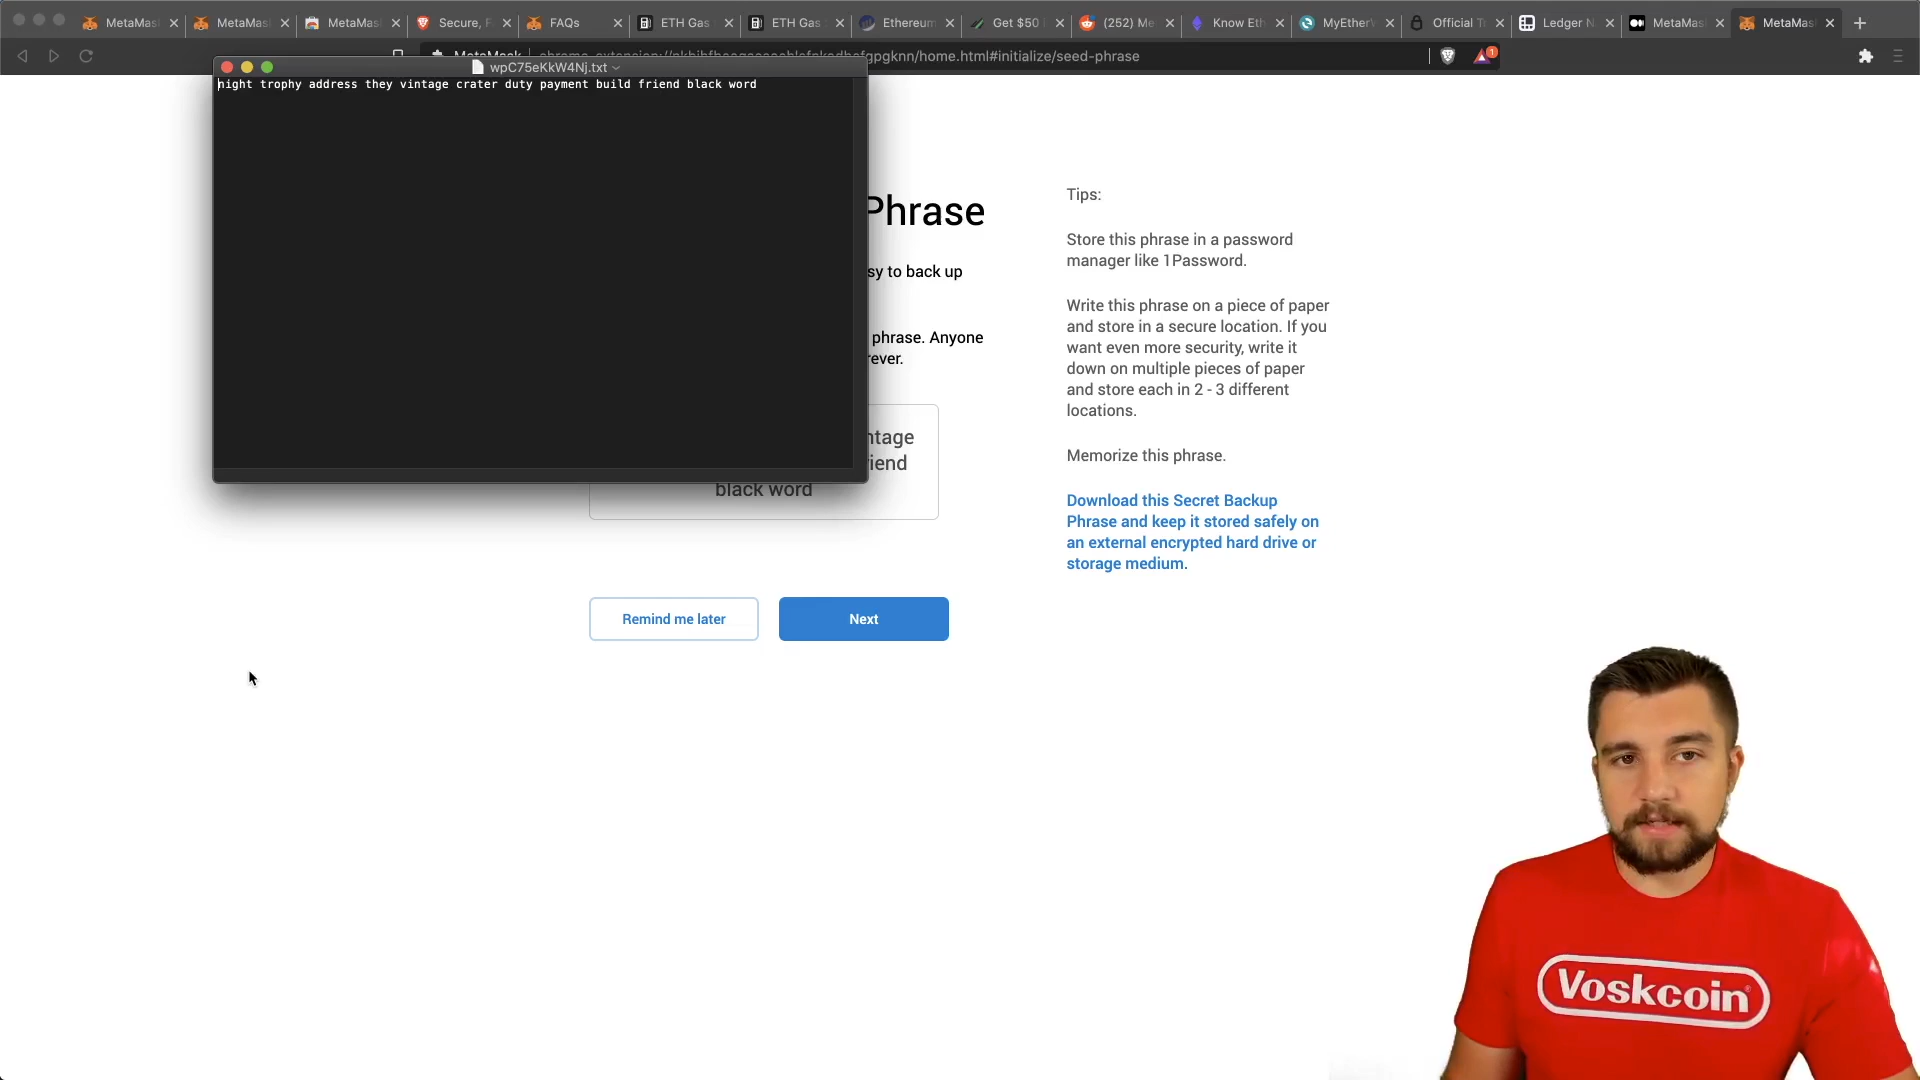 MetaMas
MetaMas
MetaMas
Secure, F
FAQs
ETH Gas
ETH Gas
Ethereum
Get $50
(252) Me
Know Eth
MyEtherW
Official T
Ledger N
MetaMas
MetaMas
gpgknn/home.html#initialize/seed-phrase
wpC75eKkW4Nj.txt
night trophy address they vintage crater duty payment build friend black word
Phrase
sy to back up
phrase. Anyone
rever.
ntage
iend
black word
Remind me later
Next
Tips:
Store this phrase in a password
manager like 1Password.
Write this phrase on a piece of paper
and store in a secure location. If you
want even more security, write it
down on multiple pieces of paper
and store each in 2 - 3 different
locations.
Memorize this phrase.
Download this Secret Backup
Phrase and keep it stored safely on
an external encrypted hard drive or
storage medium.
Voskcoin